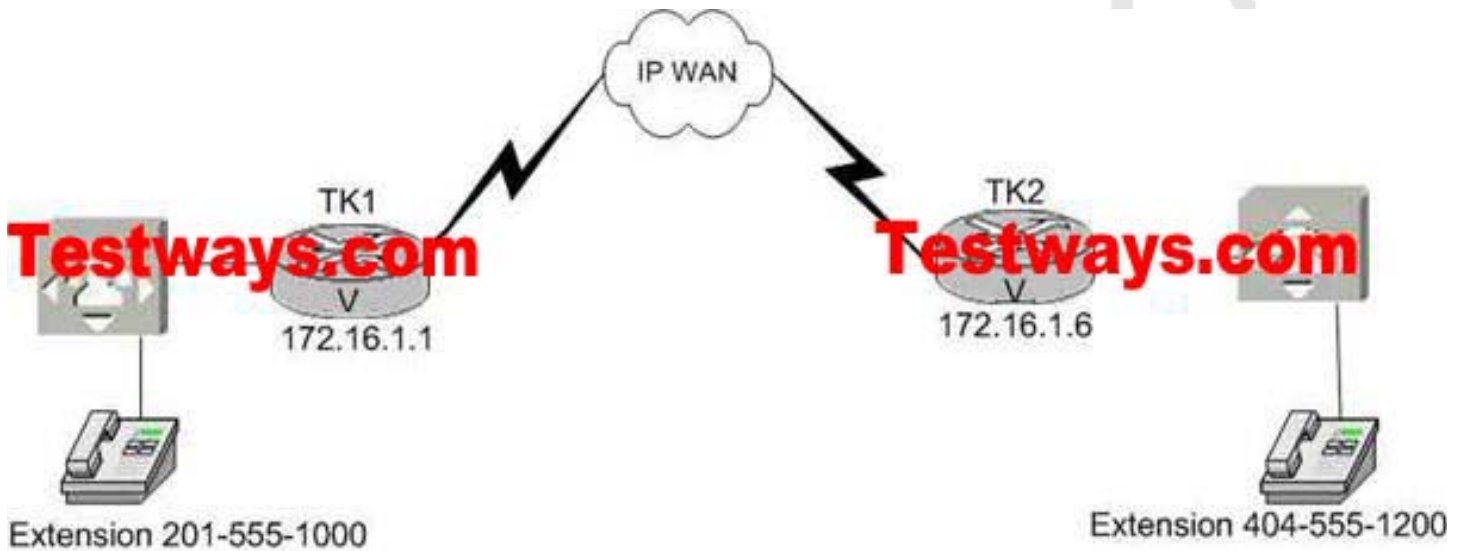 IP WAN
TK1
TK2
Testways.com
Testways.com
V
V
172.16.1.1
172.16.1.6
Extension 201-555-1000
Extension 404-555-1200